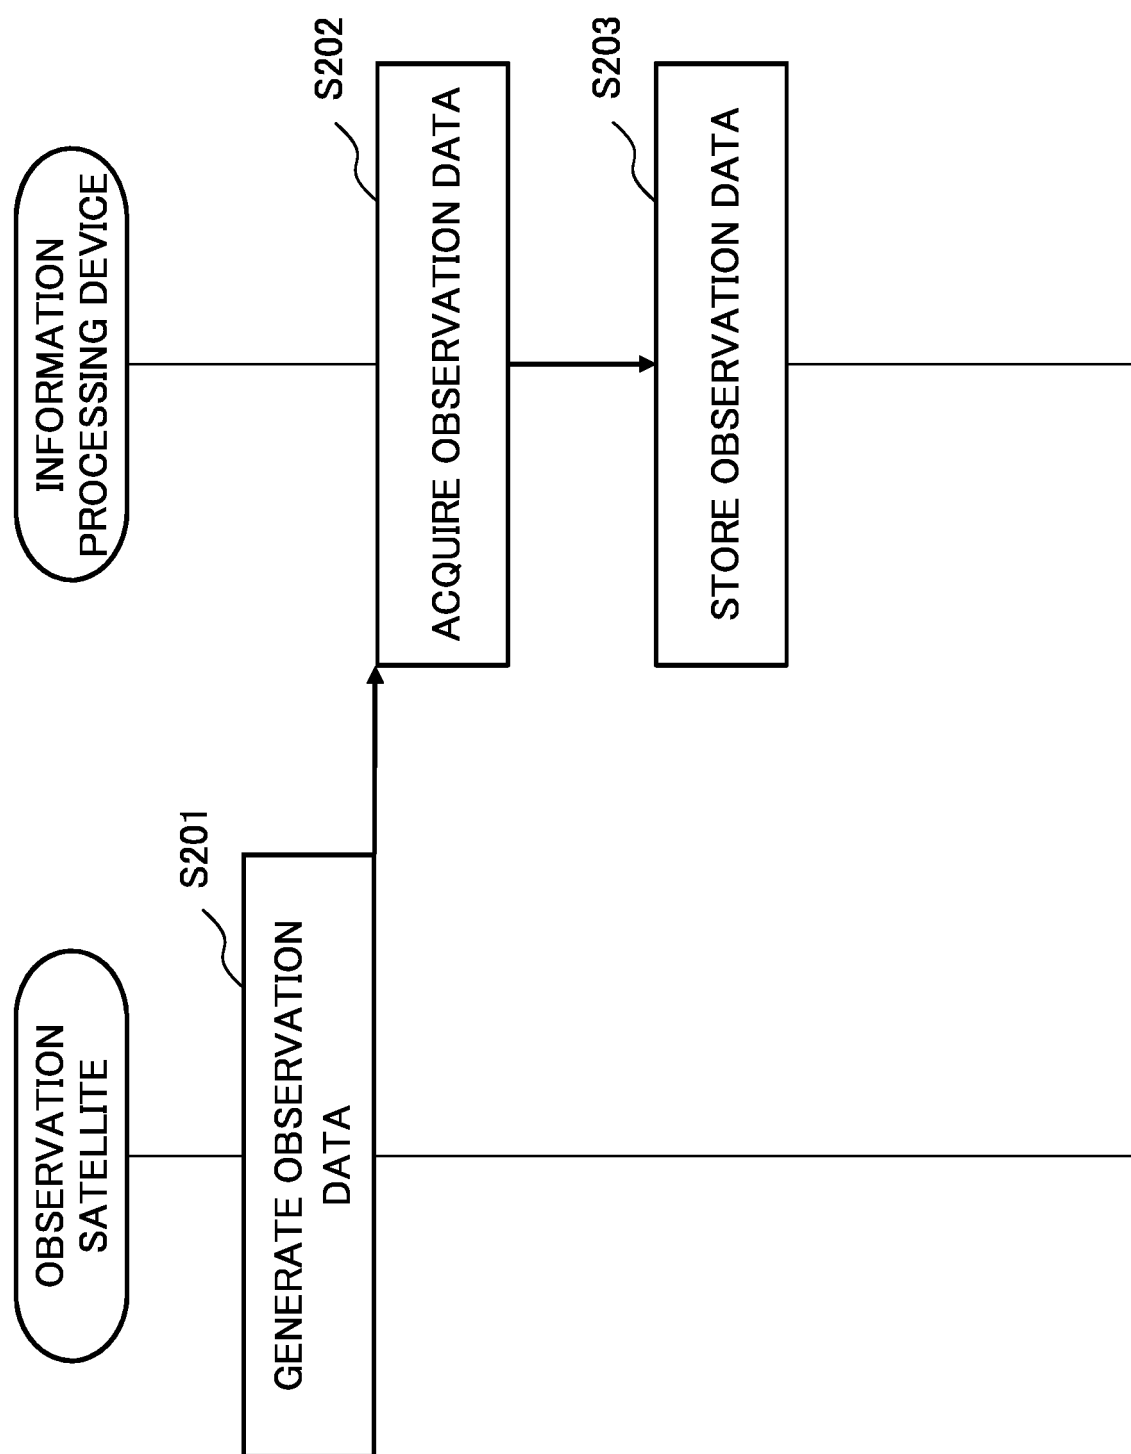 OBSERVATION
SATELLITE
INFORMATION
PROCESSING DEVICE
S201
GENERATE OBSERVATION
DATA
S202
ACQUIRE OBSERVATION DATA
S203
STORE OBSERVATION DATA